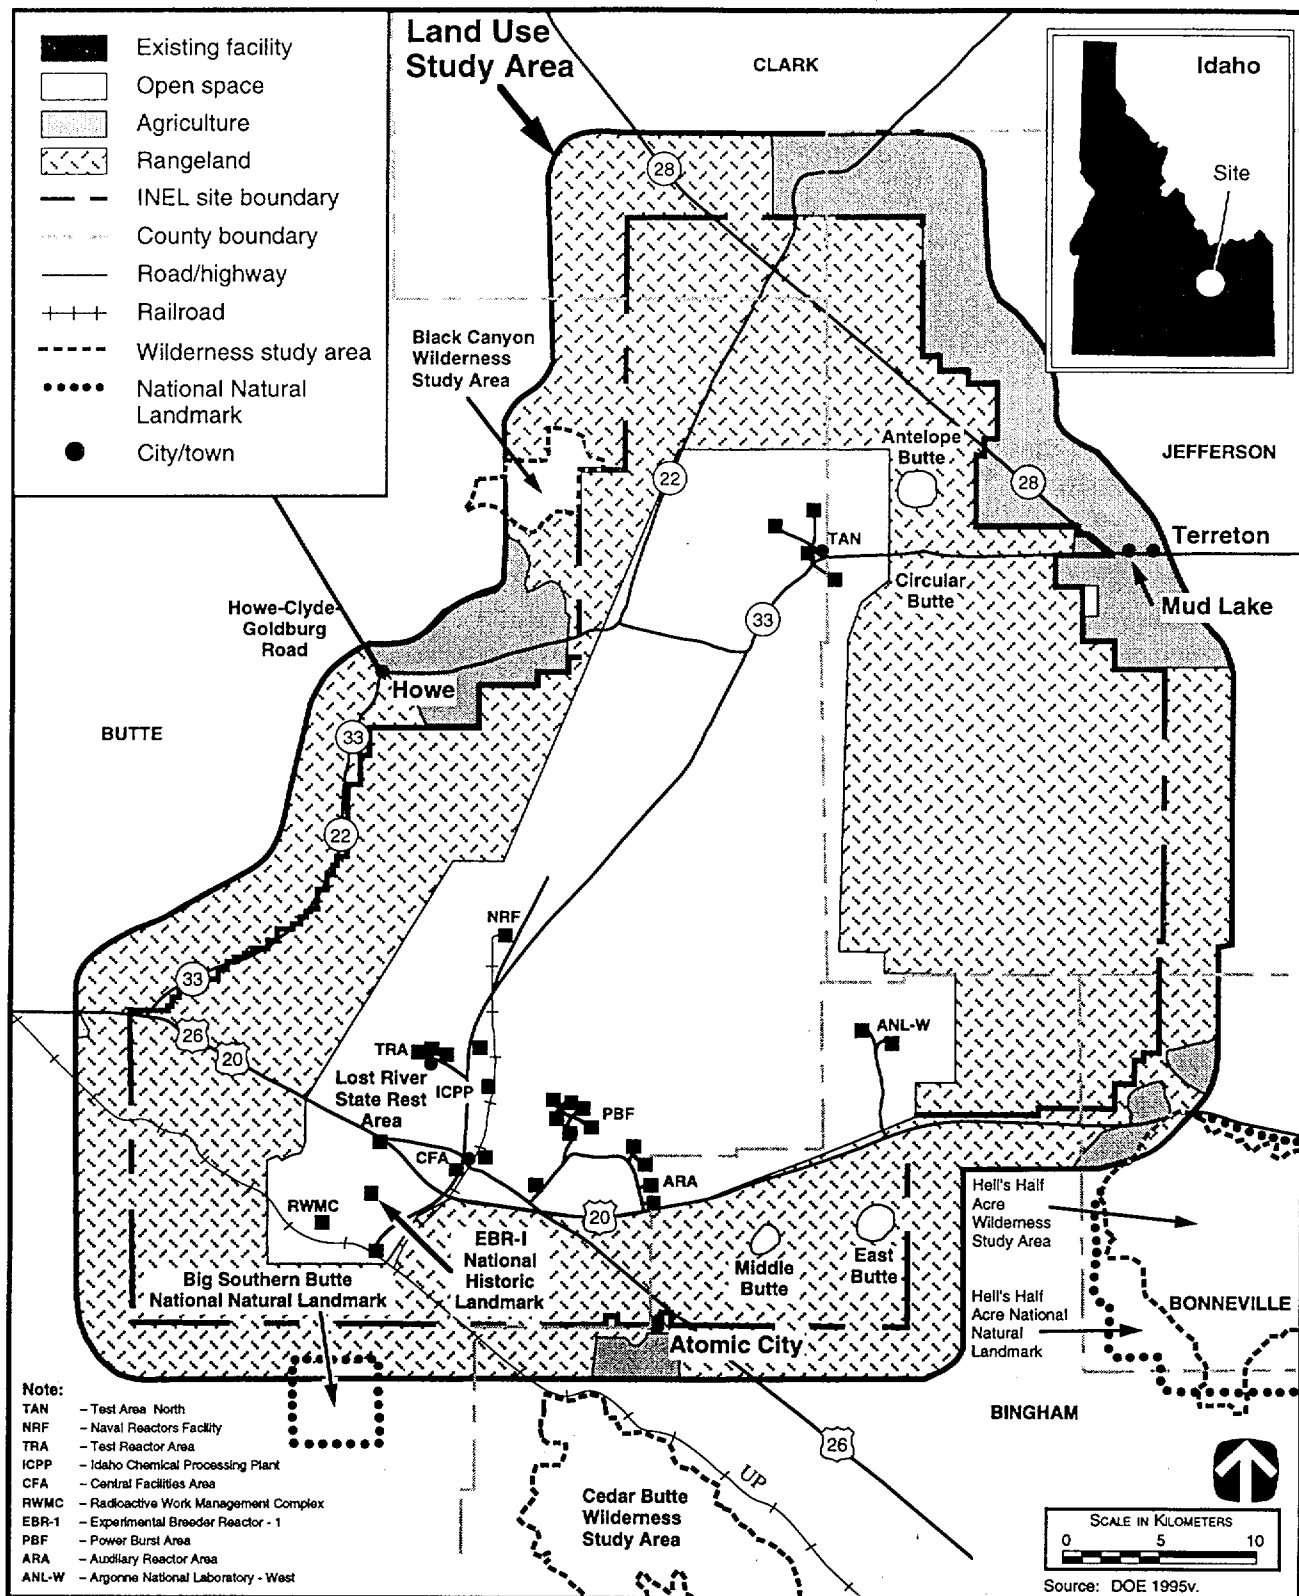 Existing facility
Open space
Agriculture
Rangeland
INEL site boundary
County boundary
Road/highway
Railroad
Wilderness study area
National Natural
Landmark
City/town
Land Use
Study Area
CLARK
Idaho
Site
28
Black Canyon
Wilderness
Study Area
22
Antelope
Butte
28
JEFFERSON
TAN
Terreton
Circular
Butte
Mud Lake
33
Howe-Clyde-
Goldburg
Road
Howe
BUTTE
33
22
NRF
33
26
20
TRA
ICPP
Lost River
State Rest
Area
ANL-W
PBF
CFA
ARA
RWMC
20
EBR-I
National
Historic
Landmark
Middle
Butte
East
Butte
Hell's Half
Acre
Wilderness
Study Area
Hell's Half
Acre National
Natural
Landmark
BONNEVILLE
Big Southern Butte
National Natural Landmark
Atomic City
BINGHAM
26
UP
Cedar Butte
Wilderness
Study Area
Note:
TAN – Test Area North
NRF – Naval Reactors Facility
TRA – Test Reactor Area
ICPP – Idaho Chemical Processing Plant
CFA – Central Facilities Area
RWMC – Radioactive Work Management Complex
EBR-1 – Experimental Breeder Reactor - 1
PBF – Power Burst Area
ARA – Auxiliary Reactor Area
ANL-W – Argonne National Laboratory - West
SCALE IN KILOMETERS
0 5 10
Source: DOE 1995v.